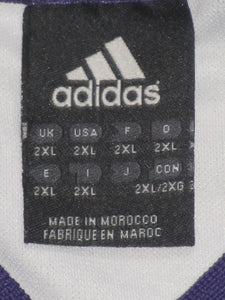 adidas
UK USA F D
2XL 2XL 2XL 2XL
E I J CON
2XL 2XL 2XL/2XG
MADE IN MOROCCO
FABRIQUE EN MAROC